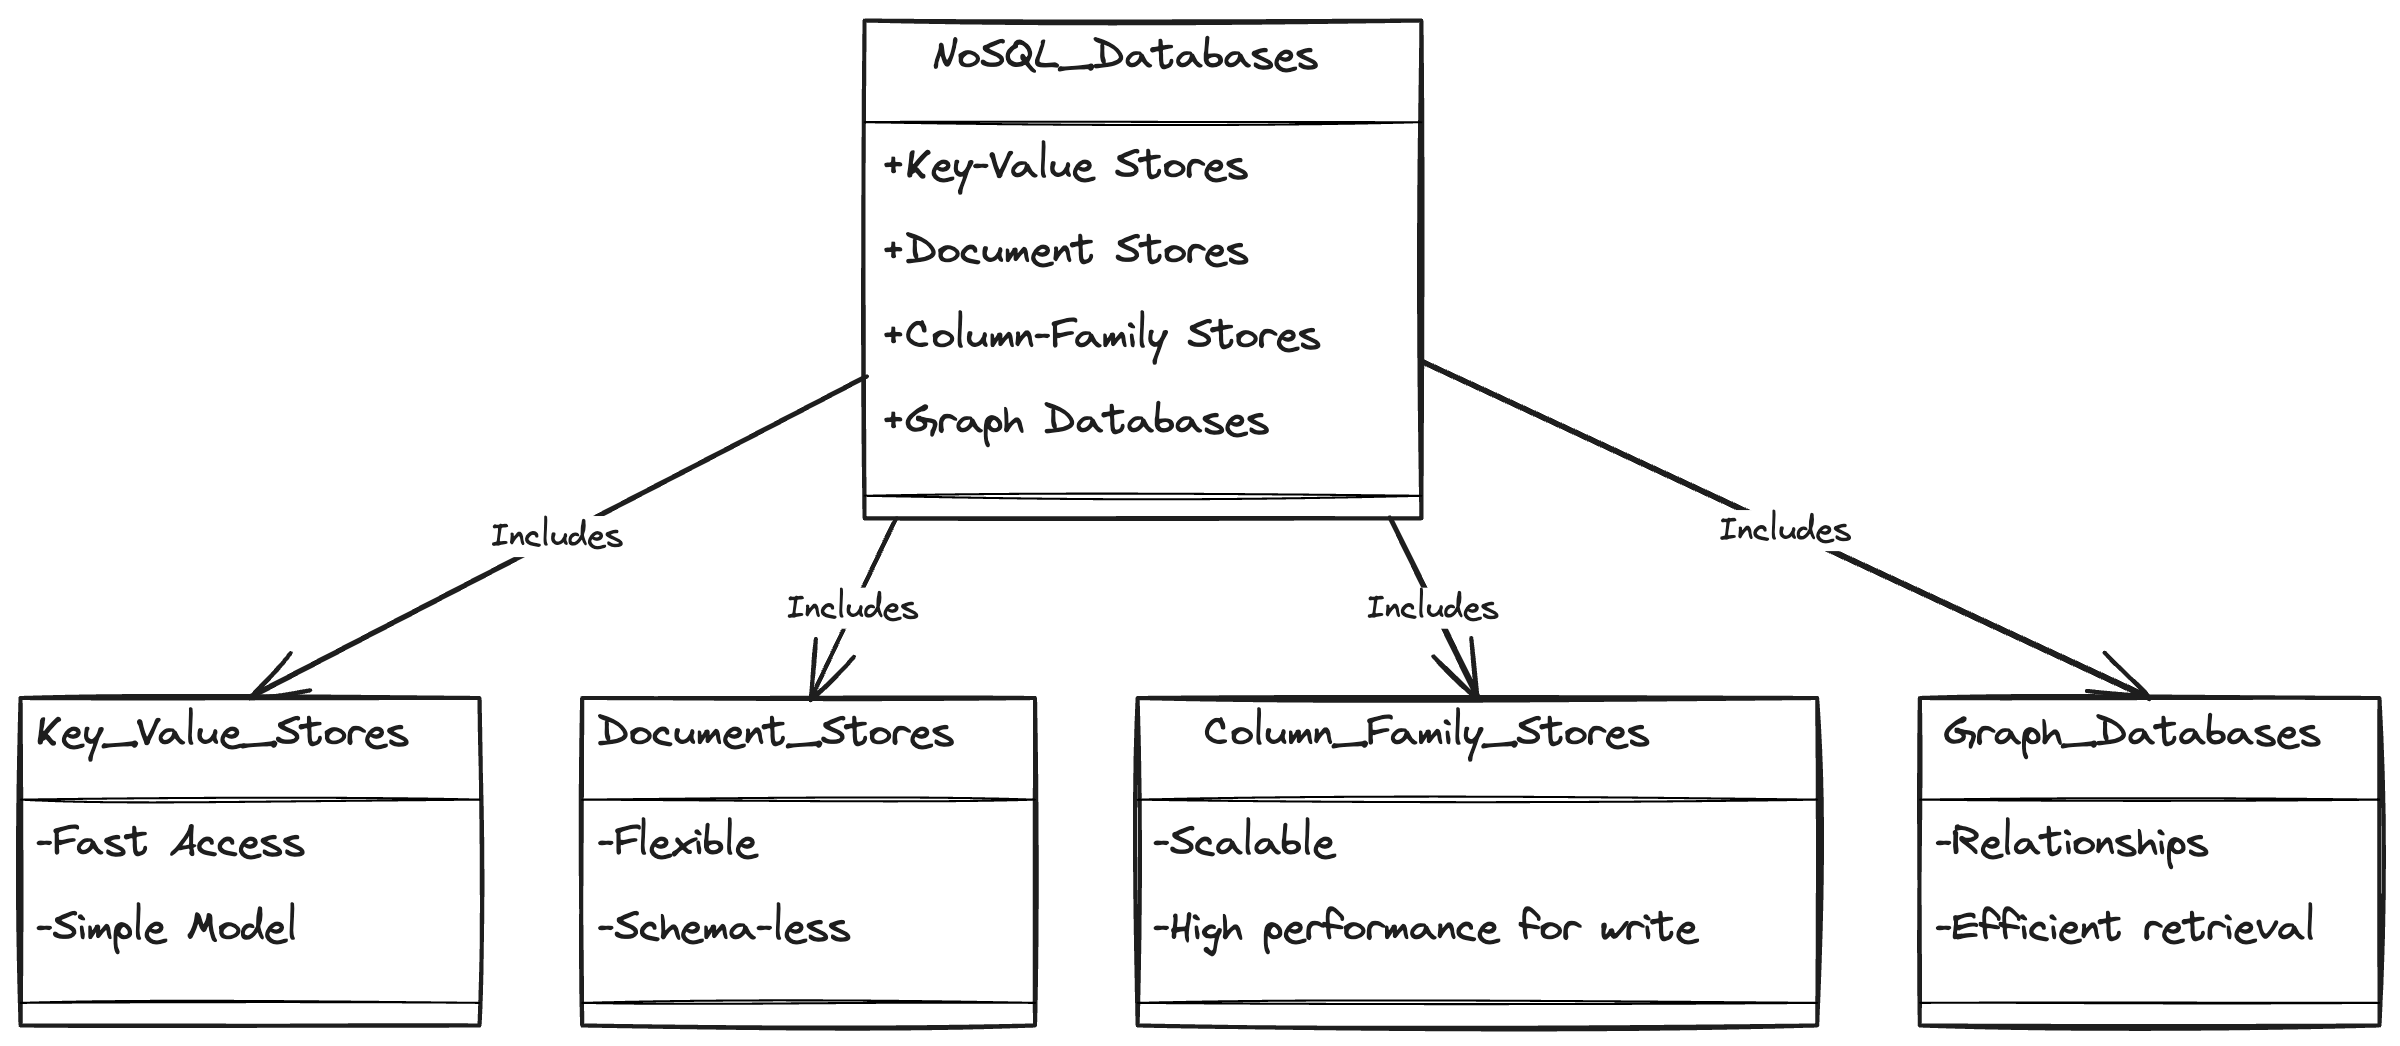 NoSQL_Databases
+Key-Value Stores
+Document Stores
+Column-Family Stores
+Graph Databases
Includes
Includes
Includes
Includes
Key_Value_Stores
-Fast Access
-Simple Model
Document_Stores
-Flexible
-Schema-less
Column_Family_Stores
-Scalable
-High performance for write
Graph_Databases
-Relationships
-Efficient retrieval